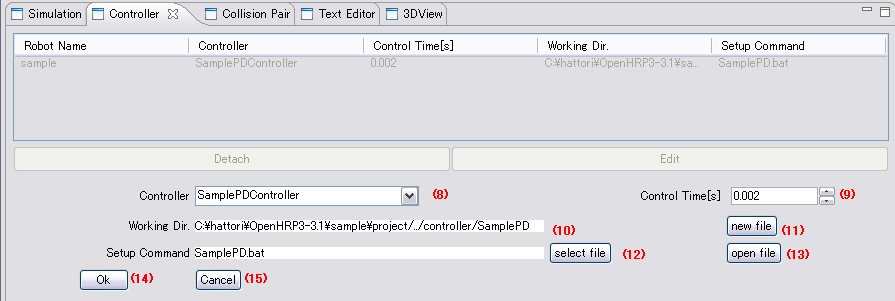 Simulation Controller Collision Pair Text Editor 3DView
Robot Name Controller Control Time[s] Working Dir. Setup Command
sample SamplePDController 0.002 C:¥hattori¥OpenHRP3-3.1¥sa... SamplePD.bat
Detach Edit
Controller SamplePDController (8) Control Time[s] 0.002 (9)
Working Dir. C:¥hattori¥OpenHRP3-3.1¥sample¥project/../controller/SamplePD (10) new file (11)
Setup Command SamplePD.bat select file (12) open file (13)
Ok (14) Cancel (15)